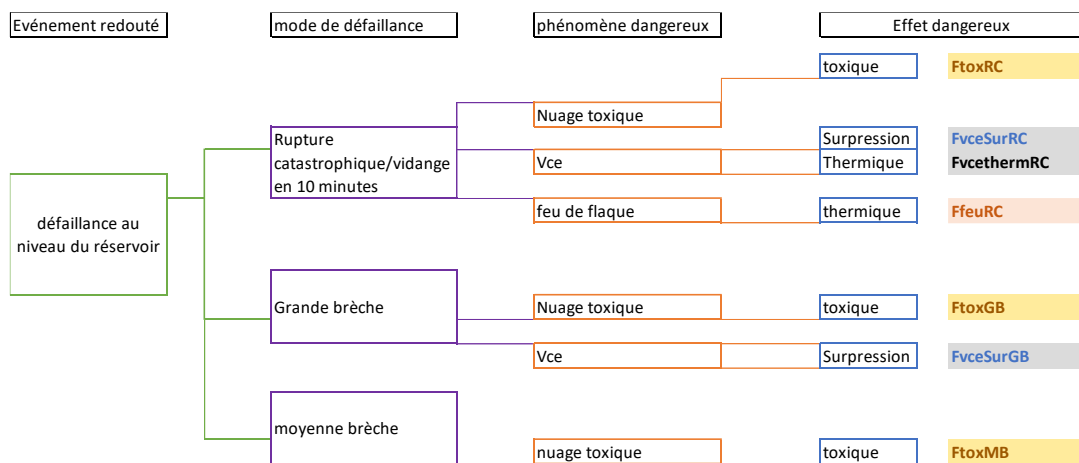 Evénement redouté
mode de défaillance
phénomène dangereux
Effet dangereux
toxique
FtoxRC
Nuage toxique
Rupture
catastrophique/vidange
en 10 minutes
Surpression
FvceSurRC
Vce
Thermique
FvcethermRC
feu de flaque
thermique
FfeuRC
défaillance au
niveau du réservoir
Grande brèche
Nuage toxique
toxique
FtoxGB
Vce
Surpression
FvceSurGB
moyenne brèche
nuage toxique
toxique
FtoxMB